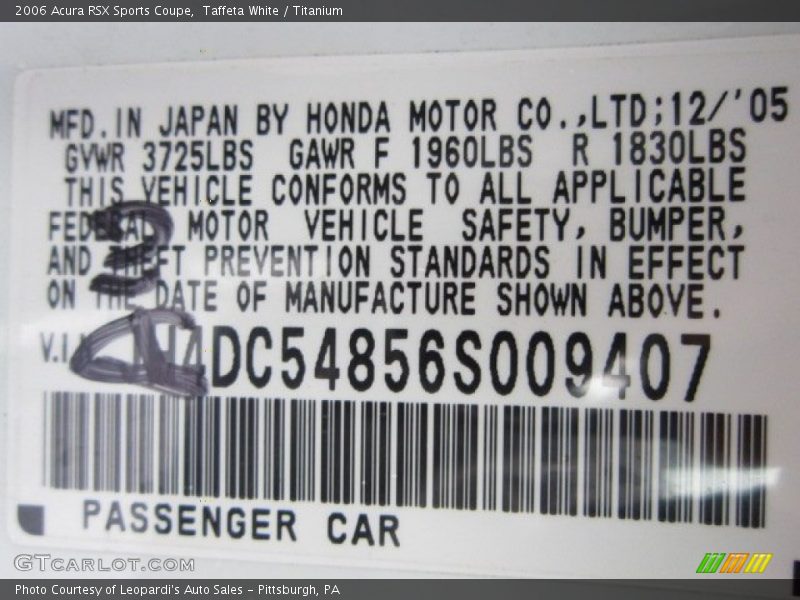 2006 Acura RSX Sports Coupe,  Taffeta White / Titanium
MFD.IN JAPAN BY HONDA MOTOR CO.,LTD;12/'05
GVWR 3725LBS GAWR F 1960LBS R 1830LBS
THIS VEHICLE CONFORMS TO ALL APPLICABLE
FEDERAL MOTOR VEHICLE SAFETY, BUMPER,
AND THEFT PREVENTION STANDARDS IN EFFECT
ON THE DATE OF MANUFACTURE SHOWN ABOVE.
DC54856S009407
PASSENGER CAR
GTCARLOT.COM
Photo Courtesy of Leopardi's Auto Sales - Pittsburgh, PA